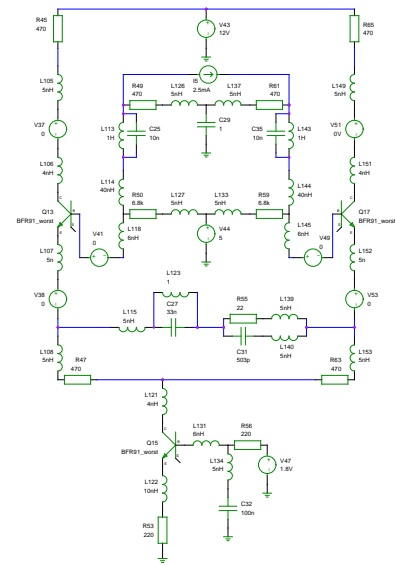 R45
470
V43
12V
R65
470
L105
5nH
I5
2.5mA
L149
5nH
R49
470
L126
5nH
L137
5nH
R61
470
V37
0
L113
1H
C25
10n
C29
1
C35
10n
L143
1H
V51
0V
L106
4nH
L114
40nH
L144
40nH
L151
4nH
R50
6.8k
L127
5nH
L133
5nH
R59
6.8k
C
B
E
Q13
BFR91_worst
L118
6nH
V44
5
L145
6nH
C
B
E
Q17
BFR91_worst
L107
5n
V41
0
V49
0
L152
5n
V38
0
L123
1
C27
33n
V53
0
L115
5nH
R55
22
L139
5nH
C31
503p
L140
5nH
L108
5nH
R47
470
R63
470
L153
5nH
L121
4nH
C
B
E
Q15
BFR91_worst
L131
6nH
R56
220
L134
5nH
V47
1.8V
L122
10nH
C32
100n
R53
220